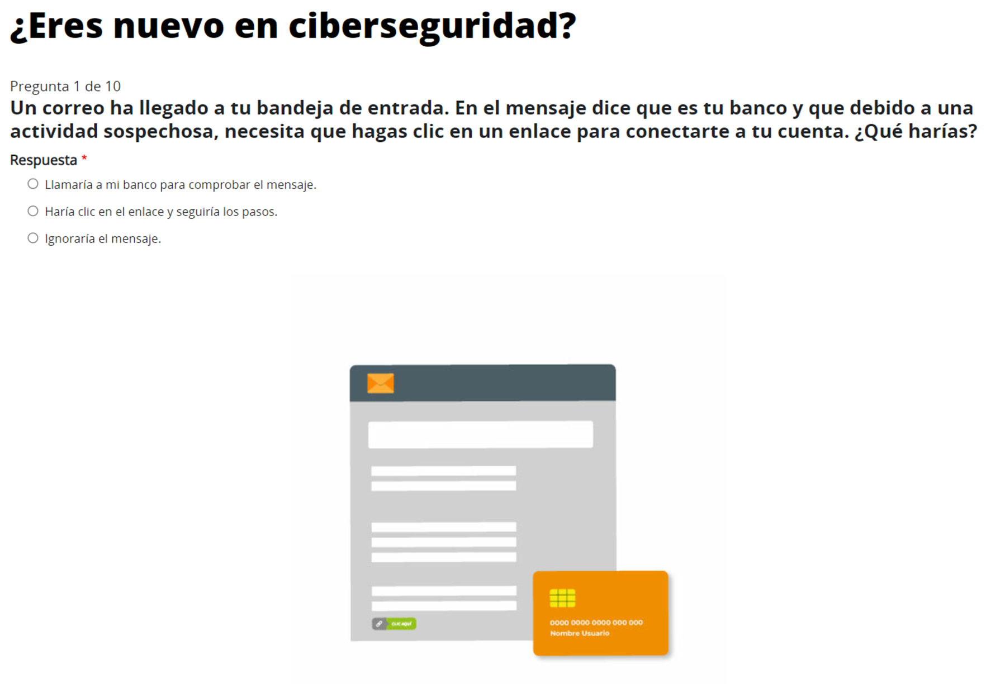 ¿Eres nuevo en ciberseguridad?
Pregunta 1 de 10
Un correo ha llegado a tu bandeja de entrada. En el mensaje dice que es tu banco y que debido a una
actividad sospechosa, necesita que hagas clic en un enlace para conectarte a tu cuenta. ¿Qué harías?
Respuesta *
Llamaría a mi banco para comprobar el mensaje.
Haría clic en el enlace y seguiría los pasos.
Ignoraría el mensaje.
CLIC AQUÍ
0000 0000 0000 000 000
Nombre Usuario